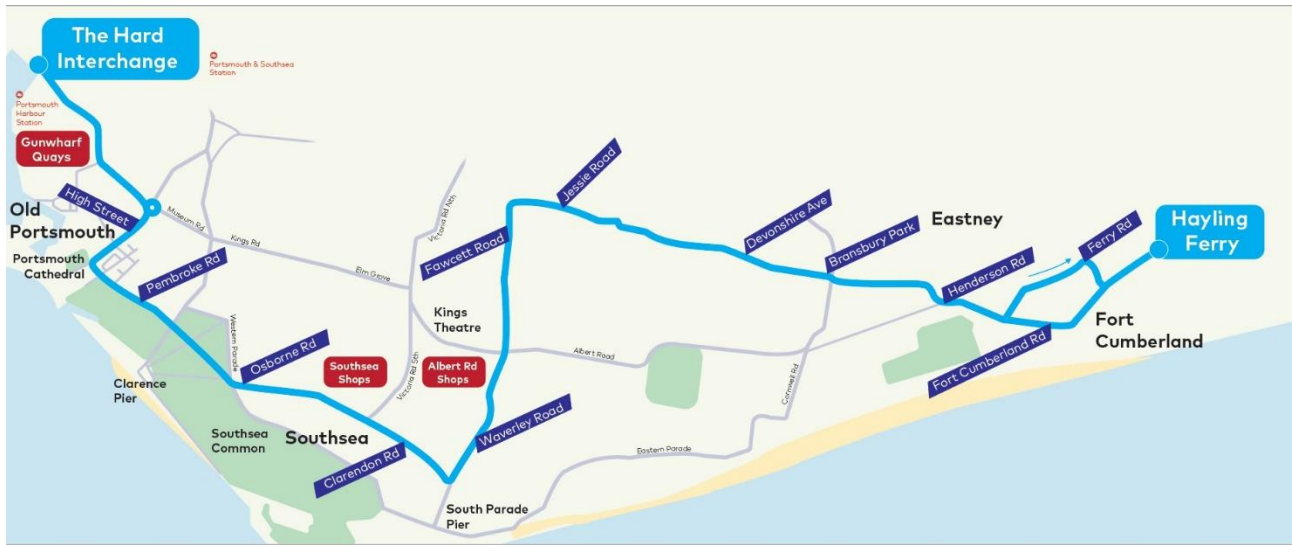 The Hard
Interchange
Portsmouth & Southsea
Station
Portsmouth
Harbour
Station
Gunwharf
Quays
High Street
Old
Portsmouth
Museum Rd
Kings Rd
Victoria Rd Nth
Elm Grove
Portsmouth
Cathedral
Pembroke Rd
Fawcett Road
Jessie Road
Devonshire Ave
Bransbury Park
Eastney
Henderson Rd
Ferry Rd
Hayling
Ferry
Kings
Theatre
Western Parade
Osborne Rd
Southsea
Shops
Albert Rd
Shops
Victoria Rd Sth
Albert Road
Cornwell Rd
Fort Cumberland Rd
Fort
Cumberland
Clarence
Pier
Southsea
Common
Southsea
Clarendon Rd
Waverley Road
Eastern Parade
South Parade
Pier